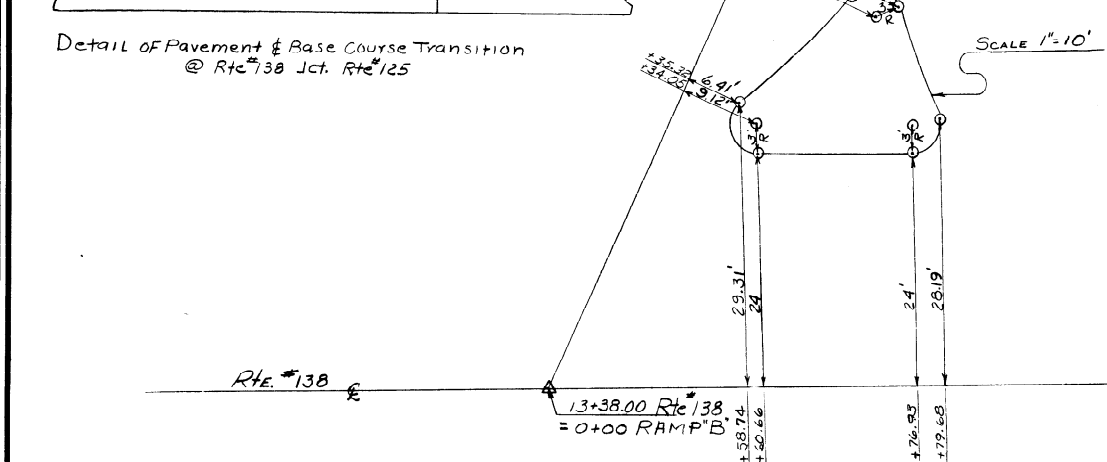 Detail OF Pavement & Base Course Transition
@ Rte#138 Jct. Rte#125
SCALE 1"=10'
3'
R
+35.32
+34.05
6.41'
9.12'
3'
R
3'
R
29.31'
24
24'
28.19'
RtE. #138
℄
13+38.00 Rte#138
= 0+00 RAMP "B"
+58.74
+60.66
+76.93
+79.68